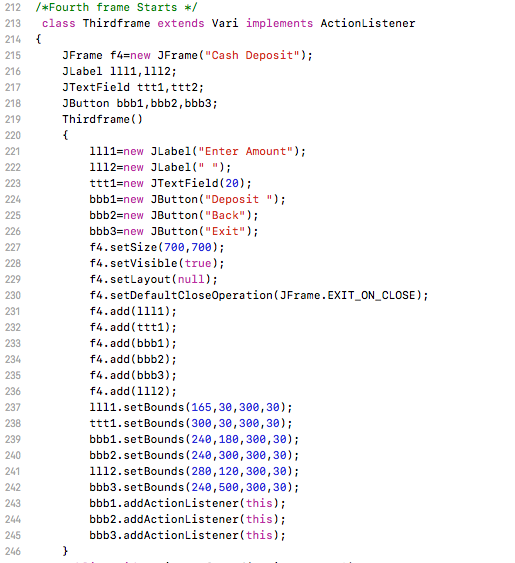 212 /*Fourth frame Starts */
213 class Thirdframe extends Vari implements ActionListener
214 {
215 JFrame f4=new JFrame("Cash Deposit");
216 JLabel lll1,lll2;
217 JTextField ttt1,ttt2;
218 JButton bbb1,bbb2,bbb3;
219 Thirdframe()
220 {
221 lll1=new JLabel("Enter Amount");
222 lll2=new JLabel(" ");
223 ttt1=new JTextField(20);
224 bbb1=new JButton("Deposit ");
225 bbb2=new JButton("Back");
226 bbb3=new JButton("Exit");
227 f4.setSize(700,700);
228 f4.setVisible(true);
229 f4.setLayout(null);
230 f4.setDefaultCloseOperation(JFrame.EXIT_ON_CLOSE);
231 f4.add(lll1);
232 f4.add(ttt1);
233 f4.add(bbb1);
234 f4.add(bbb2);
235 f4.add(bbb3);
236 f4.add(lll2);
237 lll1.setBounds(165,30,300,30);
238 ttt1.setBounds(300,30,300,30);
239 bbb1.setBounds(240,180,300,30);
240 bbb2.setBounds(240,300,300,30);
241 lll2.setBounds(280,120,300,30);
242 bbb3.setBounds(240,500,300,30);
243 bbb1.addActionListener(this);
244 bbb2.addActionListener(this);
245 bbb3.addActionListener(this);
246 }